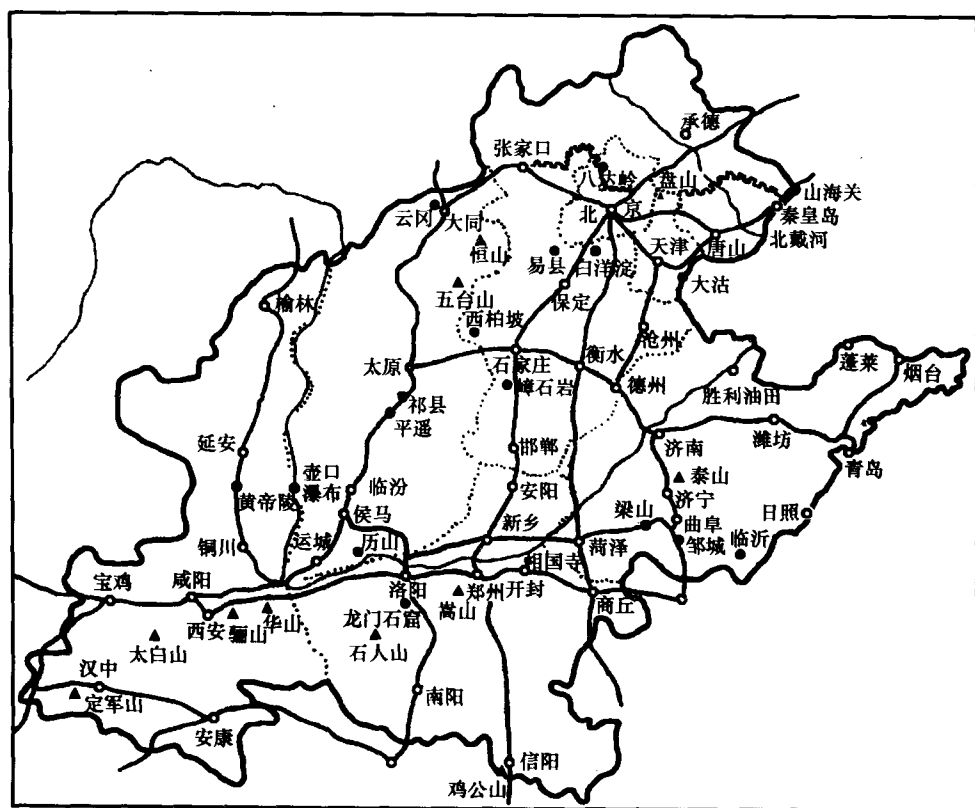 承德
张家口
八达岭
盘山
山海关
云冈
大同
北京
秦皇岛
恒山
天津
唐山
北戴河
易县
白洋淀
大沽
五台山
保定
榆林
西柏坡
沧州
太原
石家庄
衡水
蓬莱
烟台
嶂石岩
德州
胜利油田
祁县
平遥
延安
邯郸
济南
潍坊
青岛
壶口
瀑布
泰山
黄帝陵
临汾
安阳
济宁
侯马
新乡
梁山
曲阜
日照
铜川
运城
历山
菏泽
邹城
临沂
相国寺
宝鸡
咸阳
洛阳
郑州
开封
商丘
西安
骊山
华山
龙门石窟
嵩山
太白山
石人山
汉中
定军山
南阳
安康
信阳
鸡公山